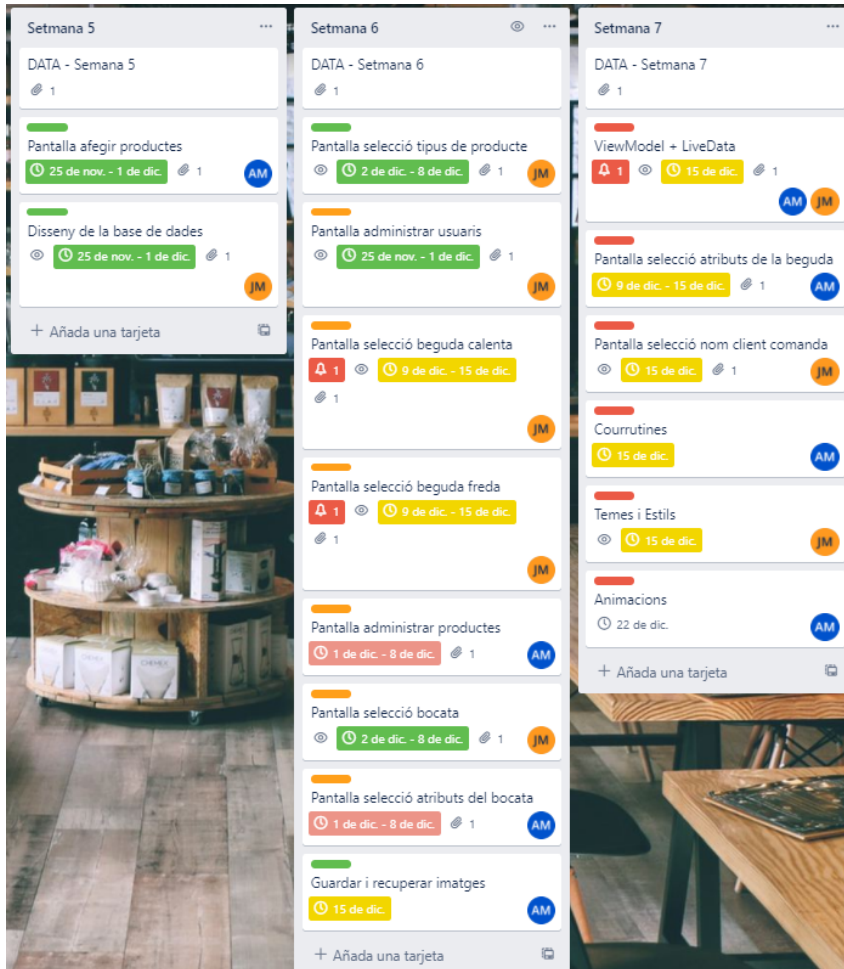 Setmana 5
DATA - Semana 5
1
Pantalla afegir productes
25 de nov. - 1 de dic.
1
AM
Disseny de la base de dades
25 de nov. - 1 de dic.
1
JM
+ Añada una tarjeta
Setmana 6
DATA - Setmana 6
1
Pantalla selecció tipus de producte
2 de dic. - 8 de dic.
1
JM
Pantalla administrar usuaris
25 de nov. - 1 de dic.
1
JM
Pantalla selecció beguda calenta
1
9 de dic. - 15 de dic.
1
JM
Pantalla selecció beguda freda
1
9 de dic. - 15 de dic.
1
JM
Pantalla administrar productes
1 de dic. - 8 de dic.
1
AM
Pantalla selecció bocata
2 de dic. - 8 de dic.
1
JM
Pantalla selecció atributs del bocata
1 de dic. - 8 de dic.
1
AM
Guardar i recuperar imatges
15 de dic.
AM
+ Añada una tarjeta
Setmana 7
DATA - Setmana 7
1
ViewModel + LiveData
1
15 de dic.
1
AM JM
Pantalla selecció atributs de la beguda
9 de dic. - 15 de dic.
1
AM
Pantalla selecció nom client comanda
15 de dic.
1
JM
Courrutines
15 de dic.
AM
Temes i Estils
15 de dic.
JM
Animacions
22 de dic.
AM
+ Añada una tarjeta
CHEMEX